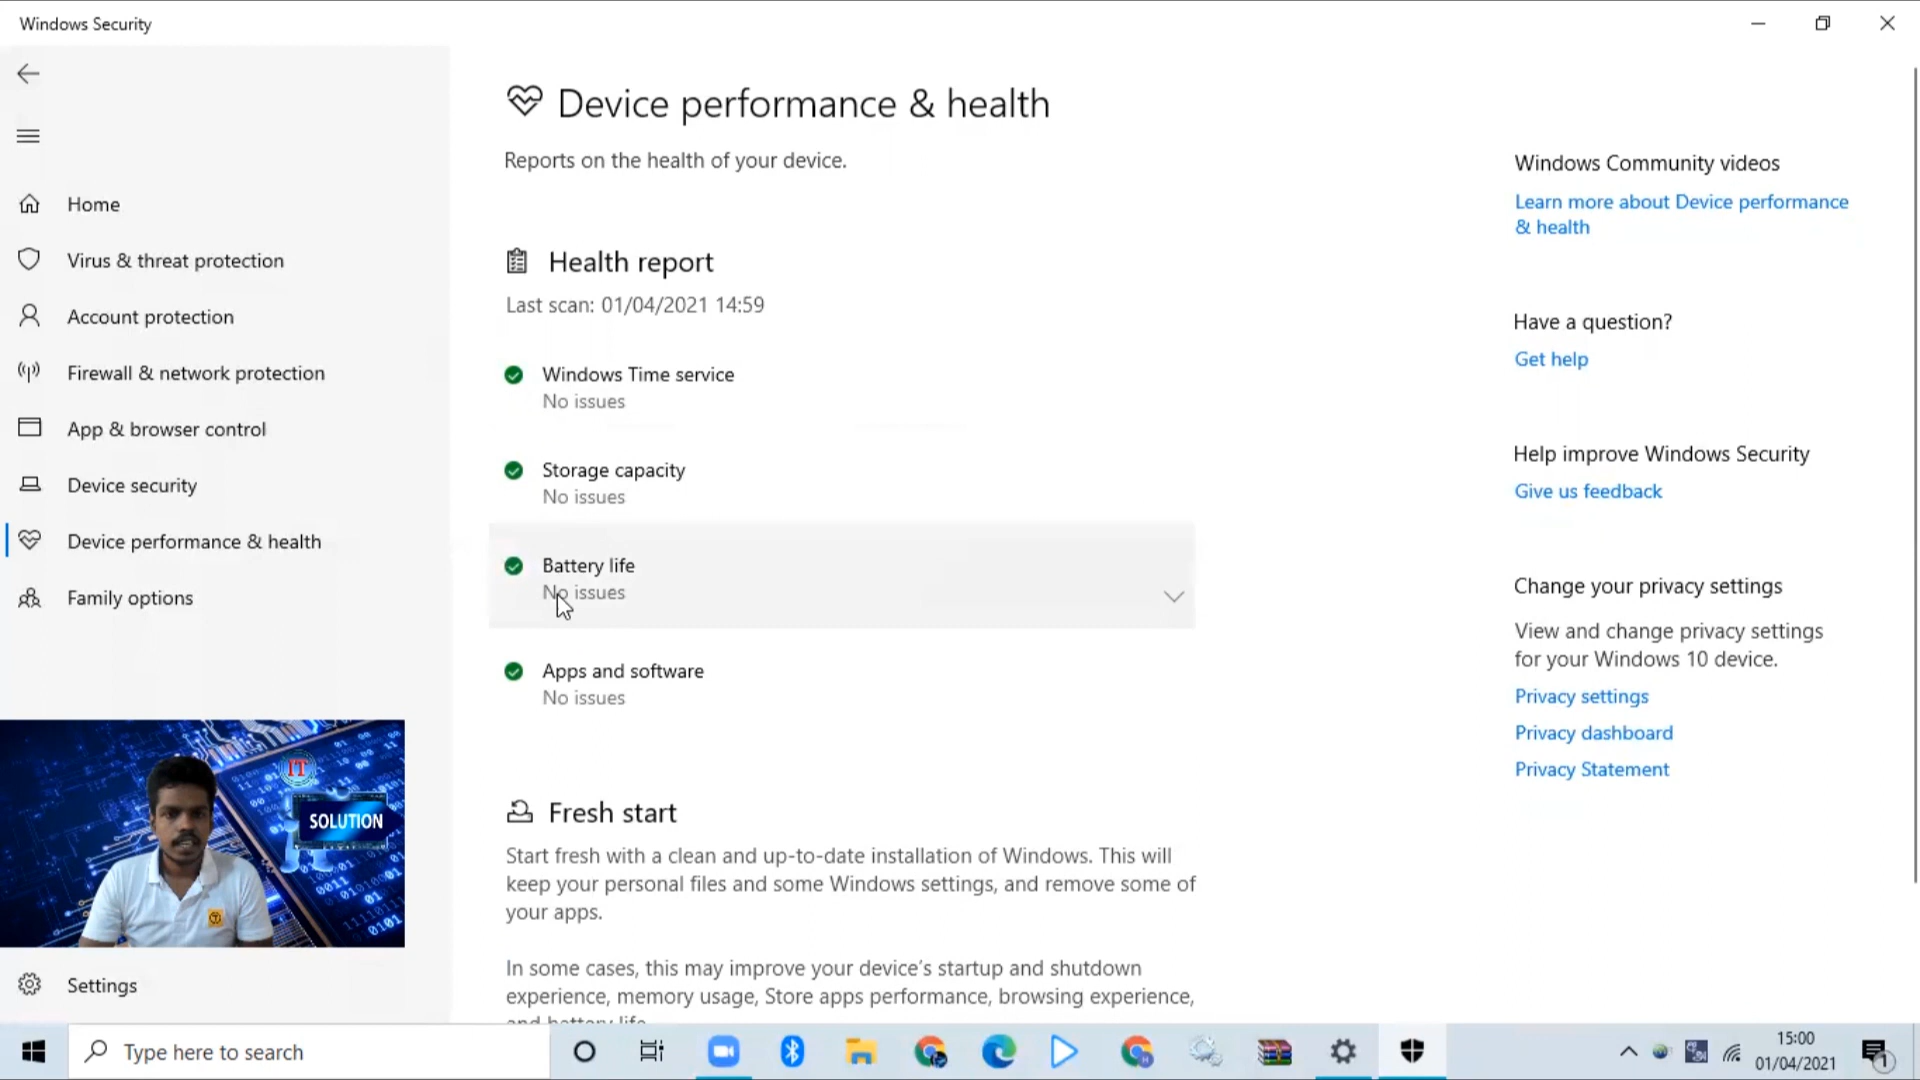 Windows Security
Home
Virus & threat protection
Account protection
Firewall & network protection
App & browser control
Device security
Device performance & health
Family options
IT
SOLUTION
Settings
Device performance & health
Reports on the health of your device.
Health report
Last scan: 01/04/2021 14:59
Windows Time service
No issues
Storage capacity
No issues
Battery life
No issues
Apps and software
No issues
Fresh start
Start fresh with a clean and up-to-date installation of Windows. This will
keep your personal files and some Windows settings, and remove some of
your apps.
In some cases, this may improve your device's startup and shutdown
experience, memory usage, Store apps performance, browsing experience,
and battery life.
Windows Community videos
Learn more about Device performance
& health
Have a question?
Get help
Help improve Windows Security
Give us feedback
Change your privacy settings
View and change privacy settings
for your Windows 10 device.
Privacy settings
Privacy dashboard
Privacy Statement
Type here to search
15:00
01/04/2021
1